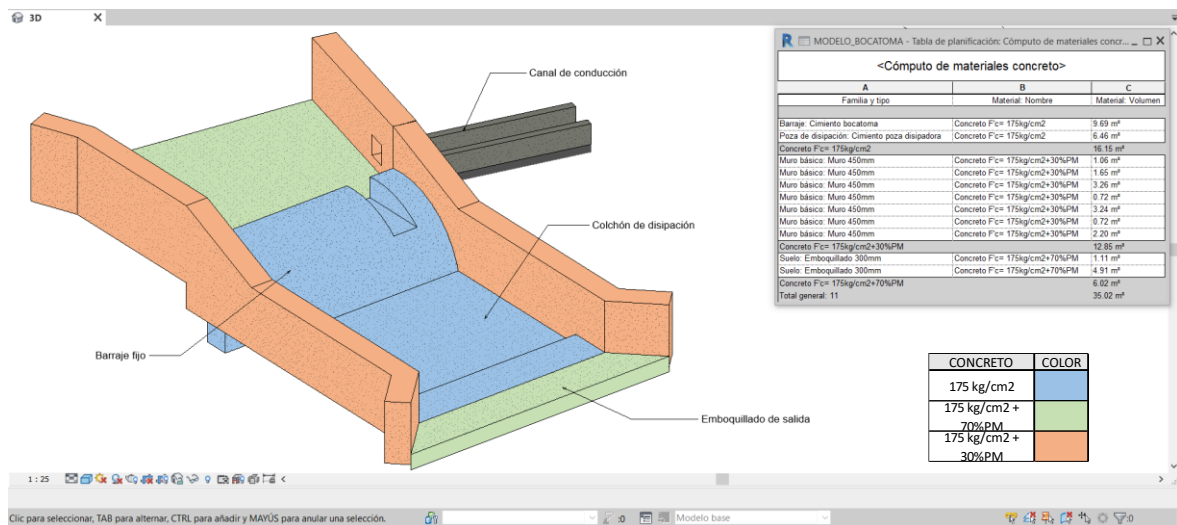 3D
X
Canal de conducción
Colchón de disipación
Barraje fijo
Emboquillado de salida
MODELO_BOCATOMA - Tabla de planificación: Cómputo de materiales concr...
<Cómputo de materiales concreto>
A B C
Familia y tipo Material: Nombre Material: Volumen
Barraje: Cimiento bocatoma Concreto F'c= 175kg/cm2 9.69 m³
Poza de disipación: Cimiento poza disipadora Concreto F'c= 175kg/cm2 6.46 m³
Concreto F'c= 175kg/cm2 16.15 m³
Muro básico: Muro 450mm Concreto F'c= 175kg/cm2+30%PM 1.06 m³
Muro básico: Muro 450mm Concreto F'c= 175kg/cm2+30%PM 1.65 m³
Muro básico: Muro 450mm Concreto F'c= 175kg/cm2+30%PM 3.26 m³
Muro básico: Muro 450mm Concreto F'c= 175kg/cm2+30%PM 0.72 m³
Muro básico: Muro 450mm Concreto F'c= 175kg/cm2+30%PM 3.24 m³
Muro básico: Muro 450mm Concreto F'c= 175kg/cm2+30%PM 0.72 m³
Muro básico: Muro 450mm Concreto F'c= 175kg/cm2+30%PM 2.20 m³
Concreto F'c= 175kg/cm2+30%PM 12.85 m³
Suelo: Emboquillado 300mm Concreto F'c= 175kg/cm2+70%PM 1.11 m³
Suelo: Emboquillado 300mm Concreto F'c= 175kg/cm2+70%PM 4.91 m³
Concreto F'c= 175kg/cm2+70%PM 6.02 m³
Total general: 11 35.02 m³
CONCRETO COLOR
175 kg/cm2
175 kg/cm2 +
70%PM
175 kg/cm2 +
30%PM
1 : 25
Clic para seleccionar, TAB para alternar, CTRL para añadir y MAYÚS para anular una selección.
:0
Modelo base
:0